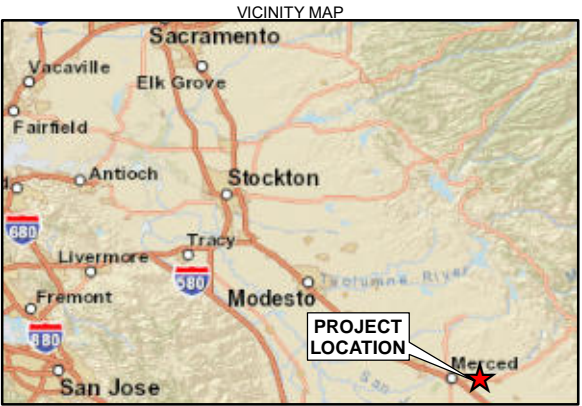 VICINITY MAP
Sacramento
Vacaville
Elk Grove
Fairfield
Antioch
Stockton
680
Tracy
Livermore
580
Tuolumne River
Fremont
Modesto
PROJECT
LOCATION
880
Merced
San Jose